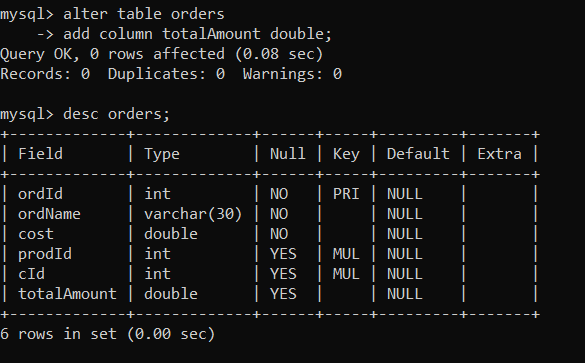 mysql> alter table orders
    -> add column totalAmount double;
Query OK, 0 rows affected (0.08 sec)
Records: 0  Duplicates: 0  Warnings: 0

mysql> desc orders;
+-------------+-------------+------+-----+---------+-------+
| Field       | Type        | Null | Key | Default | Extra |
+-------------+-------------+------+-----+---------+-------+
| ordId       | int         | NO   | PRI | NULL    |       |
| ordName     | varchar(30) | NO   |     | NULL    |       |
| cost        | double      | NO   |     | NULL    |       |
| prodId      | int         | YES  | MUL | NULL    |       |
| cId         | int         | YES  | MUL | NULL    |       |
| totalAmount | double      | YES  |     | NULL    |       |
+-------------+-------------+------+-----+---------+-------+
6 rows in set (0.00 sec)